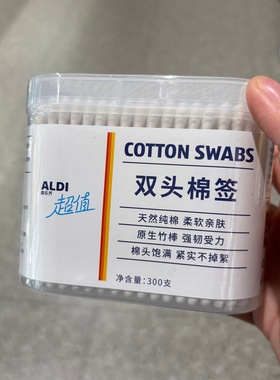 COTTON SWABS
ALDI
奥乐齐
超值
双头棉签
天然纯棉 柔软亲肤
原生竹棒 强韧受力
棉头饱满 紧实不掉絮
净含量:300支